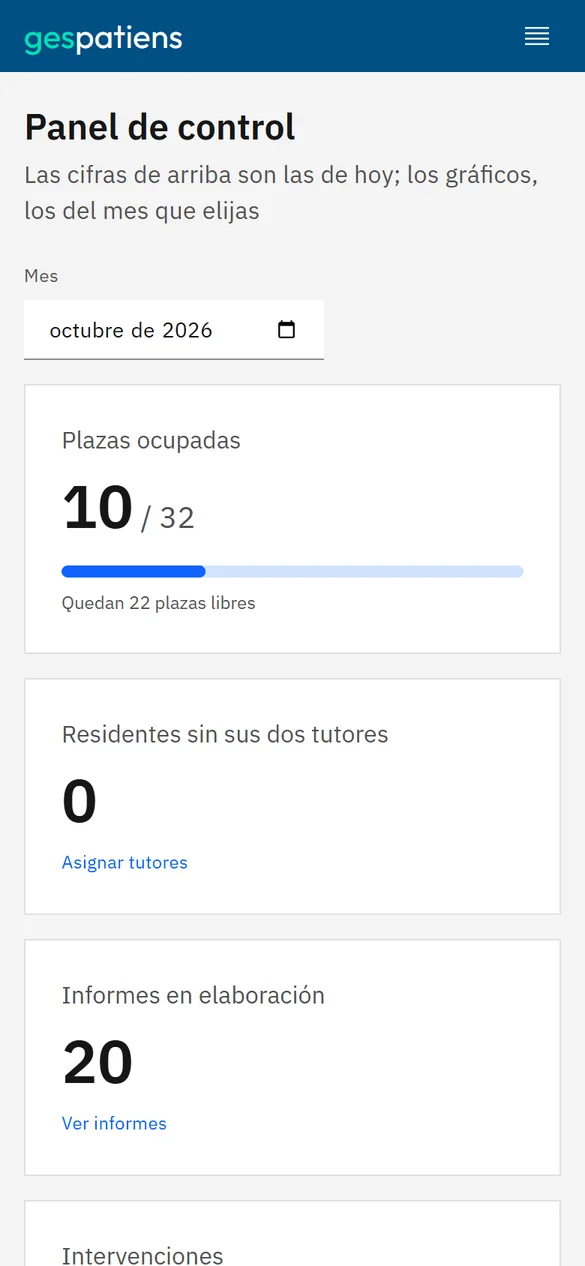 gespatiens
Panel de control
Las cifras de arriba son las de hoy; los gráficos,
los del mes que elijas
Mes
octubre de 2026
Plazas ocupadas
10 / 32
Quedan 22 plazas libres
Residentes sin sus dos tutores
0
Asignar tutores
Informes en elaboración
20
Ver informes
Intervenciones